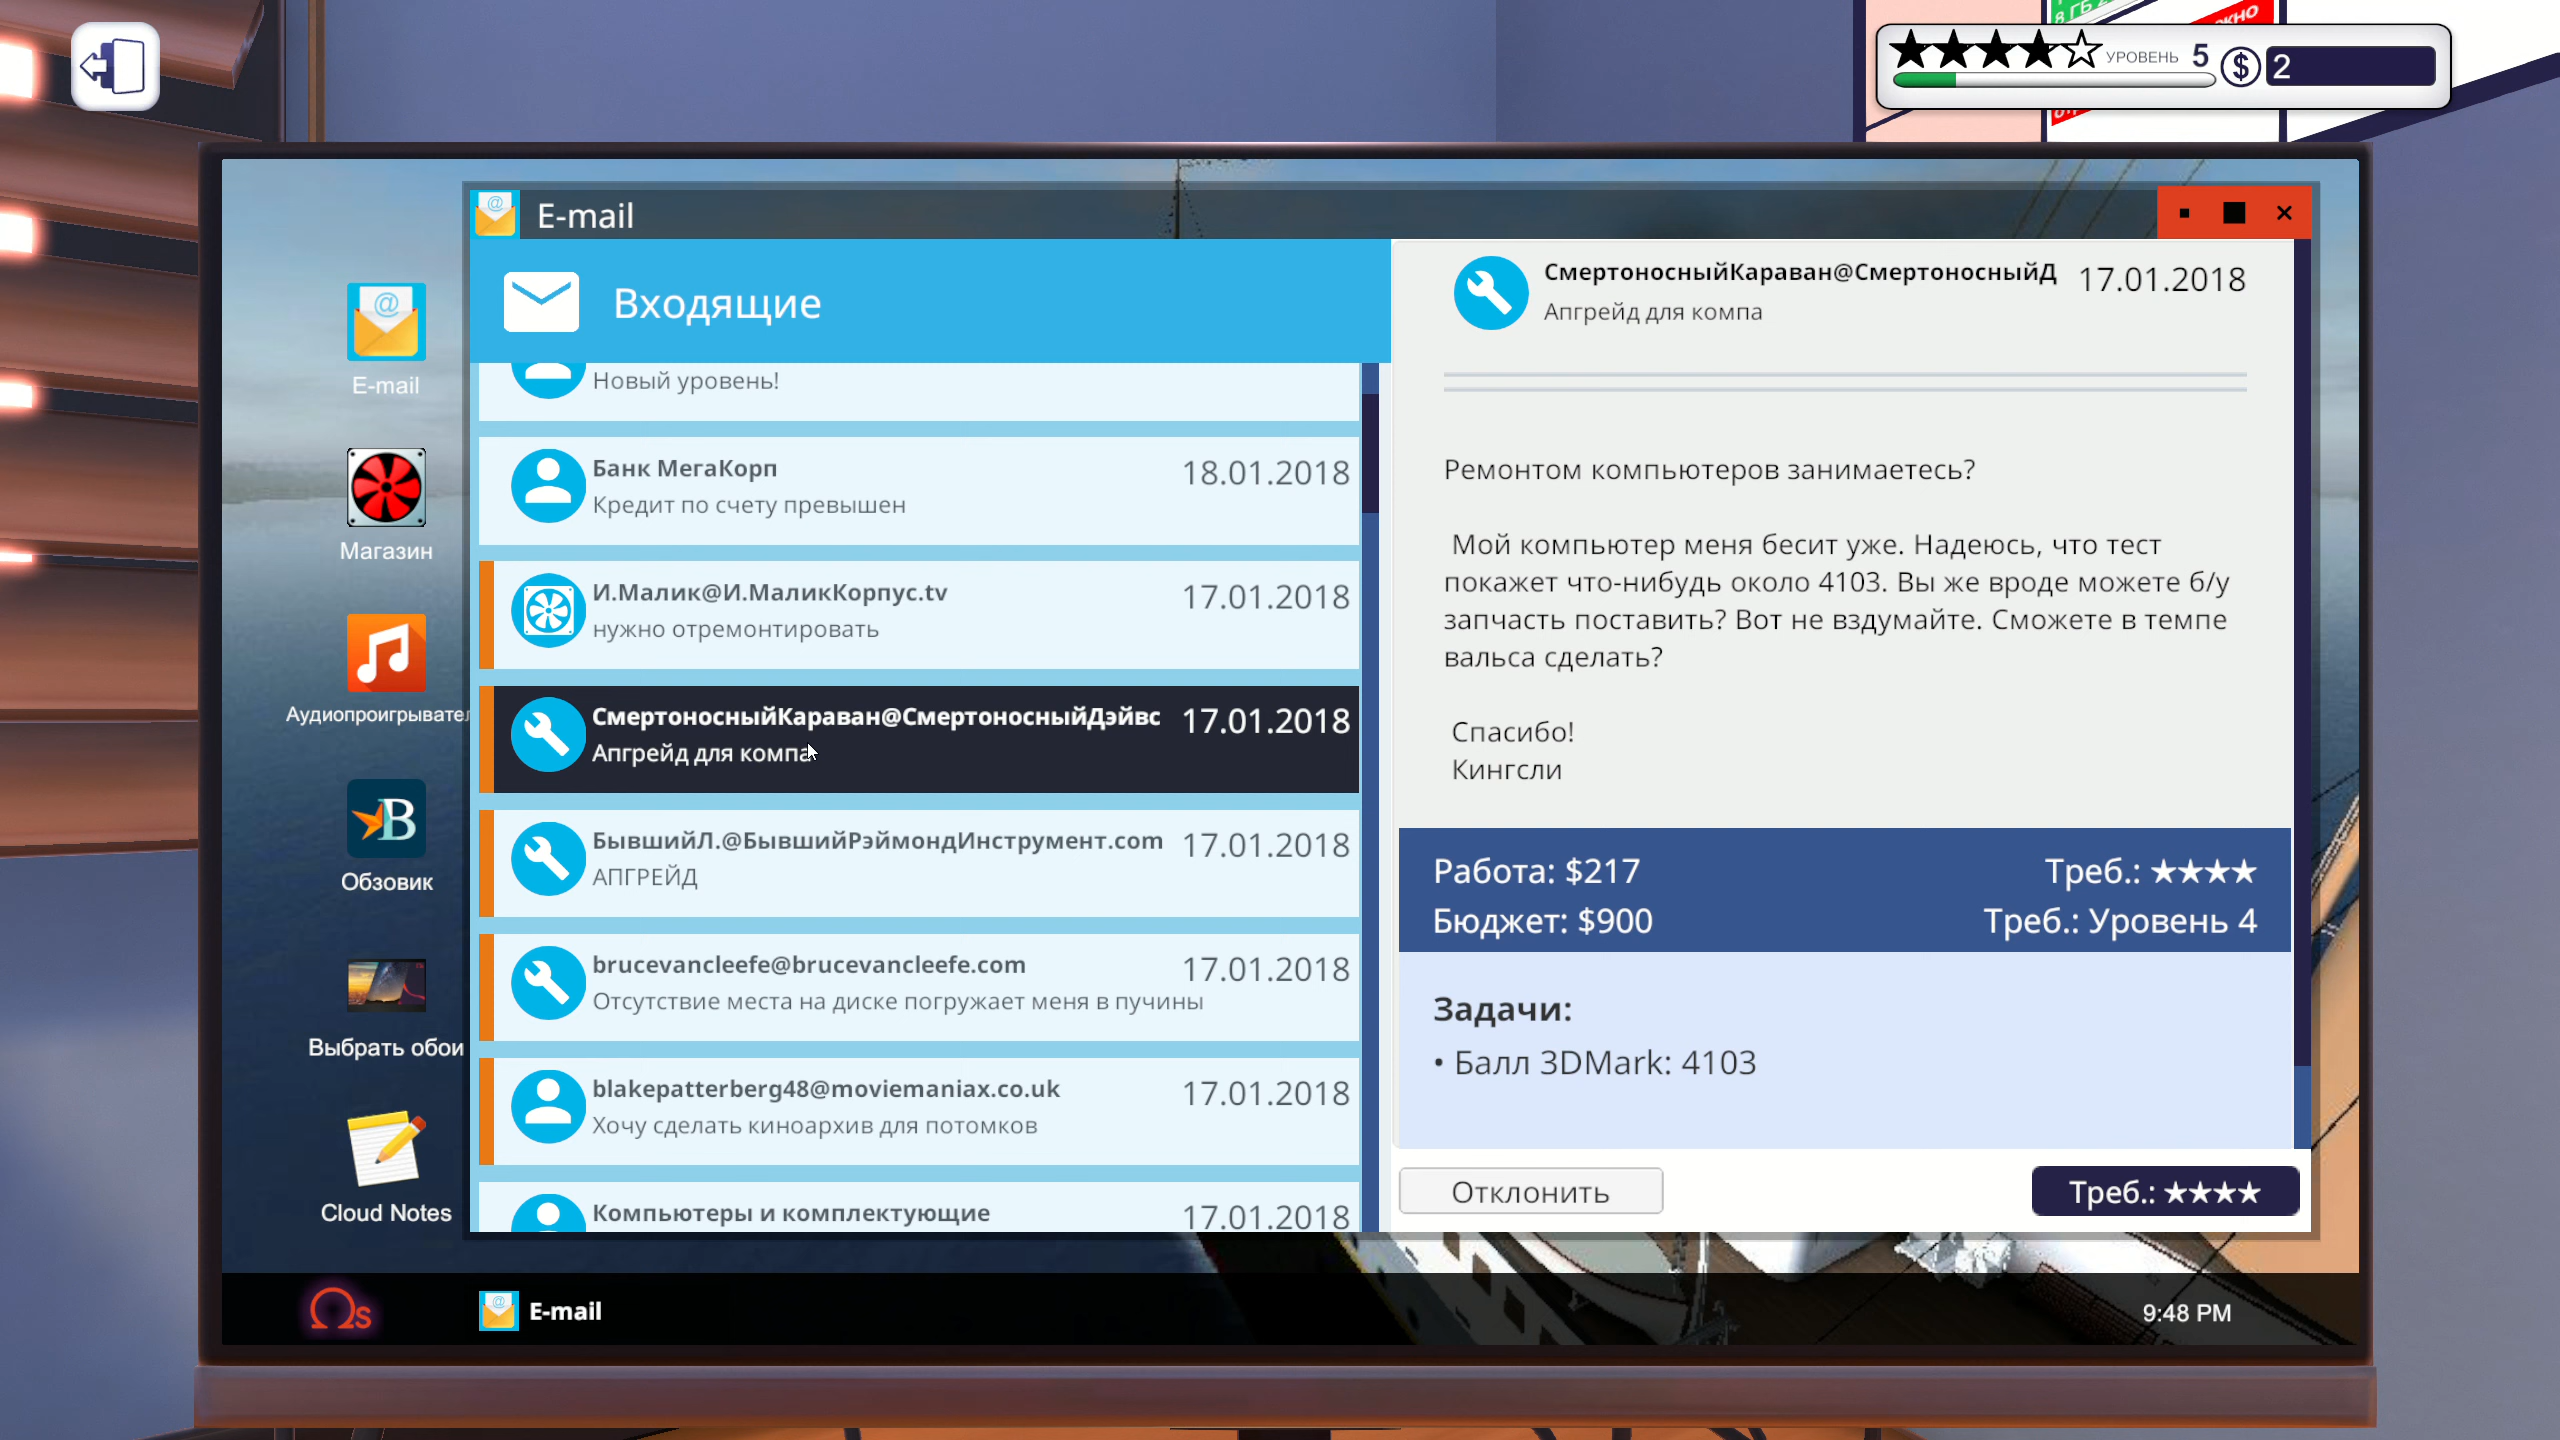 УРОВЕНЬ 5
2
E-mail
Входящие
Новый уровень!
Банк МегаКорп
18.01.2018
Кредит по счету превышен
И.Малик@И.МаликКорпус.tv
17.01.2018
нужно отремонтировать
СмертоносныйКараван@СмертоносныйДэйвс
17.01.2018
Апгрейд для компа
БывшийЛ.@БывшийРэймондИнструмент.com
17.01.2018
АПГРЕЙД
brucevancleefe@brucevancleefe.com
17.01.2018
Отсутствие места на диске погружает меня в пучины
blakepatterberg48@moviemaniax.co.uk
17.01.2018
Хочу сделать киноархив для потомков
Компьютеры и комплектующие
17.01.2018
СмертоносныйКараван@СмертоносныйД
17.01.2018
Апгрейд для компа
Ремонтом компьютеров занимаетесь?
Мой компьютер меня бесит уже. Надеюсь, что тест
покажет что-нибудь около 4103. Вы же вроде можете б/у
запчасть поставить? Вот не вздумайте. Сможете в темпе
вальса сделать?
Спасибо!
Кингсли
Работа: $217
Треб.: ★★★★
Бюджет: $900
Треб.: Уровень 4
Задачи:
• Балл 3DMark: 4103
Отклонить
Треб.: ★★★★
E-mail
Магазин
Аудиопроигрывател
Обзовик
Выбрать обои
Cloud Notes
E-mail
9:48 PM